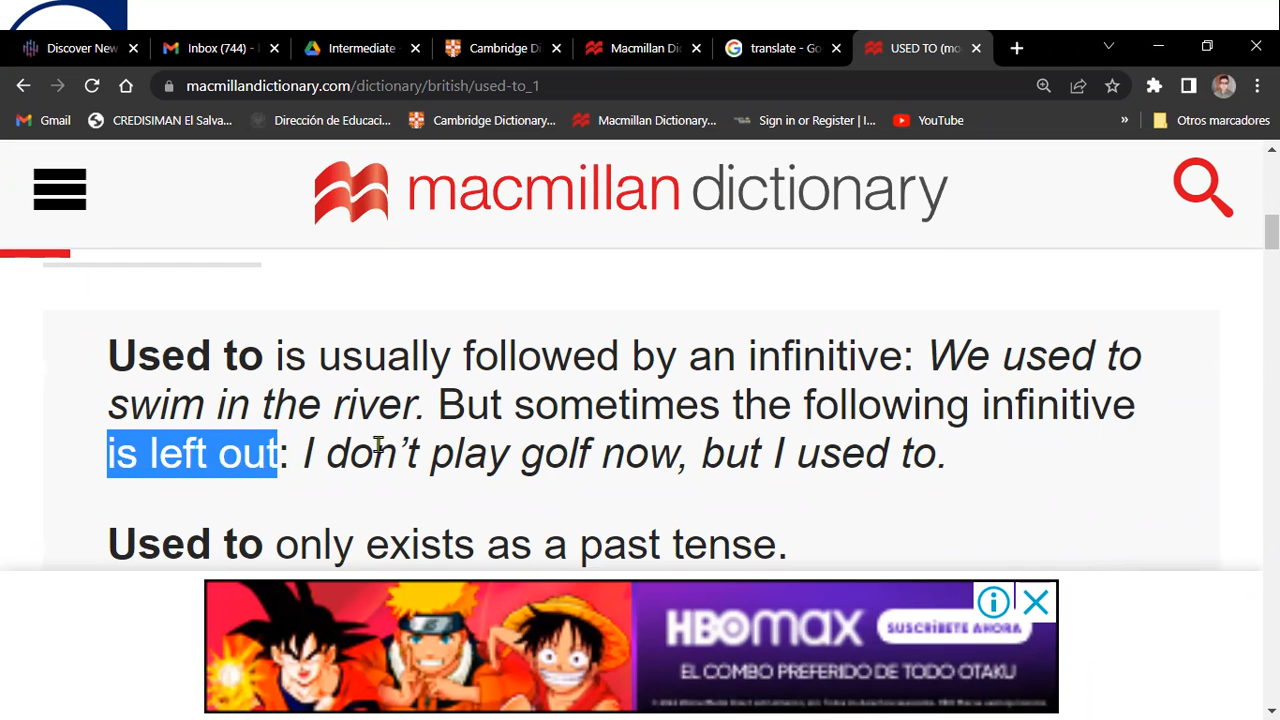 Discover New
Inbox (744) -
Intermediate -
Cambridge Di
Macmillan Dic
translate - Go
USED TO (mo
macmillandictionary.com/dictionary/british/used-to_1
Gmail
CREDISIMAN El Salva...
Dirección de Educaci...
Cambridge Dictionary...
Macmillan Dictionary...
Sign in or Register | I...
YouTube
»
Otros marcadores
macmillan dictionary
Used to is usually followed by an infinitive: We used to
swim in the river. But sometimes the following infinitive
is left out: I don’t play golf now, but I used to.
Used to only exists as a past tense.
HBOMAX
SUSCRÍBETE AHORA
EL COMBO PREFERIDO DE TODO OTAKU